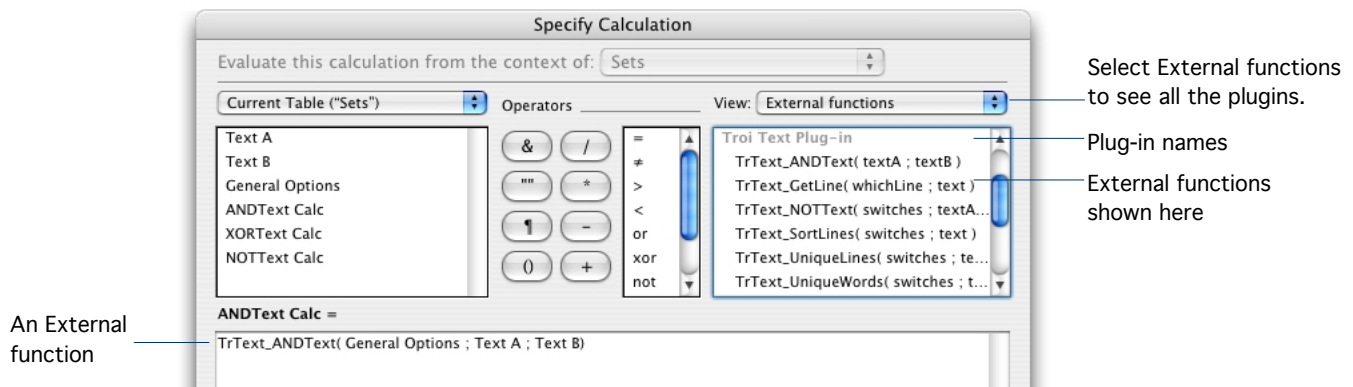 Specify Calculation
Evaluate this calculation from the context of: Sets
Current Table (“Sets”)
Operators
View: External functions
Text A
Text B
General Options
ANDText Calc
XORText Calc
NOTText Calc
& /
"" *
¶ –
() +
=
≠
>
<
or
xor
not
Troi Text Plug-in
TrText_ANDText( textA ; textB )
TrText_GetLine( whichLine ; text )
TrText_NOTText( switches ; textA...
TrText_SortLines( switches ; text )
TrText_UniqueLines( switches ; te...
TrText_UniqueWords( switches ; t...
ANDText Calc =
TrText_ANDText( General Options ; Text A ; Text B)
Select External functions
to see all the plugins.
Plug-in names
External functions
shown here
An External
function